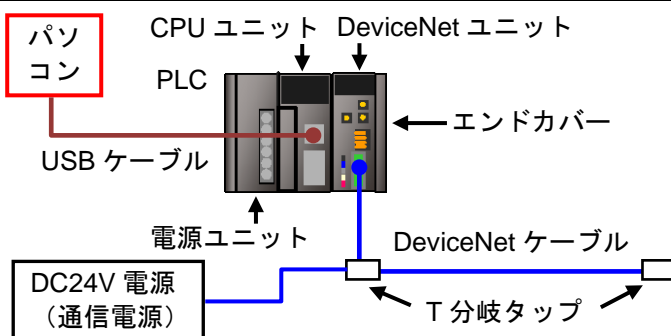 パソ
コン
CPU ユニット
DeviceNet ユニット
PLC
エンドカバー
USB ケーブル
電源ユニット
DeviceNet ケーブル
DC24V 電源
（通信電源）
T 分岐タップ